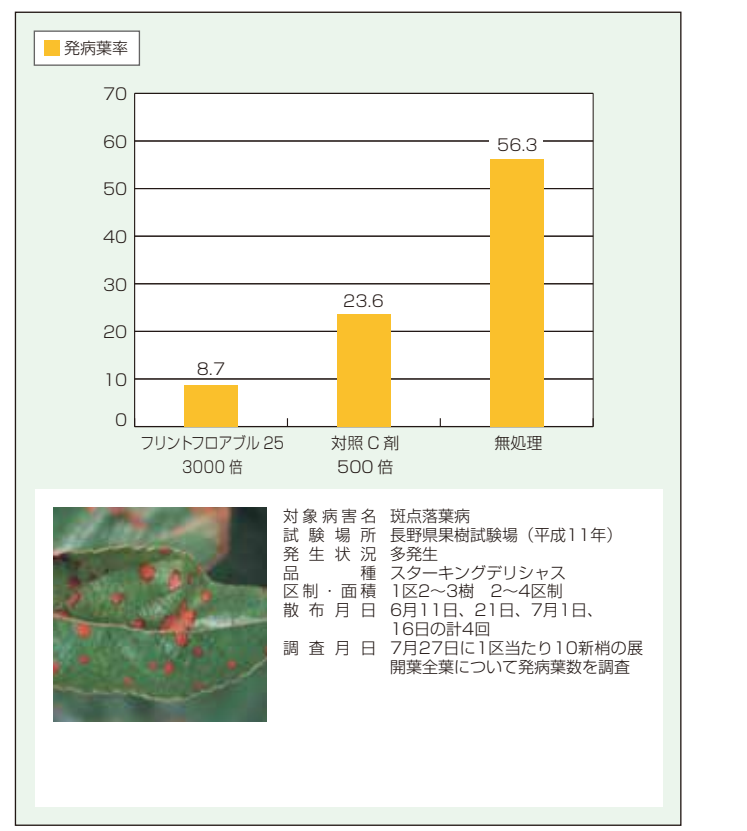 発病葉率
70
60
50
40
30
20
10
0
8.7
23.6
56.3
フリントフロアブル 25
3000 倍
対照 C 剤
500 倍
無処理
対象病害名 斑点落葉病
試験場所 長野県果樹試験場（平成11年）
発生状況 多発生
品種 スターキングデリシャス
区制・面積 1区2〜3樹 2〜4区制
散布月日 6月11日、21日、7月1日、
16日の計4回
調査月日 7月27日に1区当たり10新梢の展
開葉全葉について発病葉数を調査